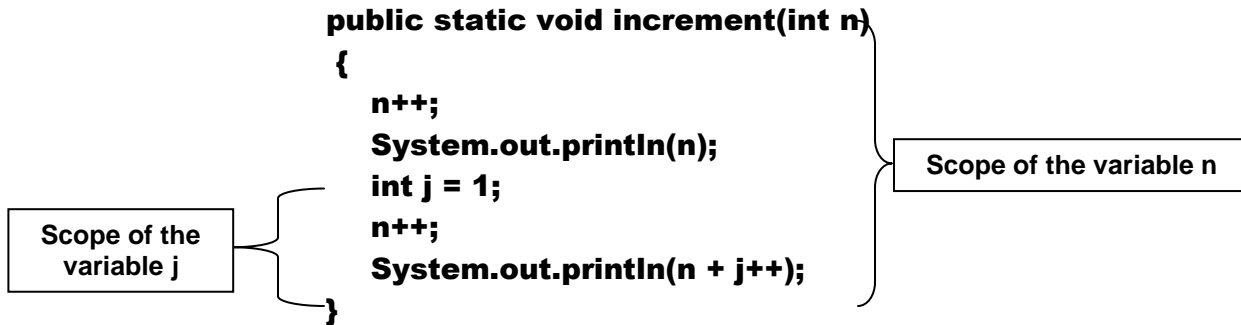 public static void increment(int n)
{
n++;
System.out.println(n);
int j = 1;
n++;
System.out.println(n + j++);
}
Scope of the variable n
Scope of the
variable j